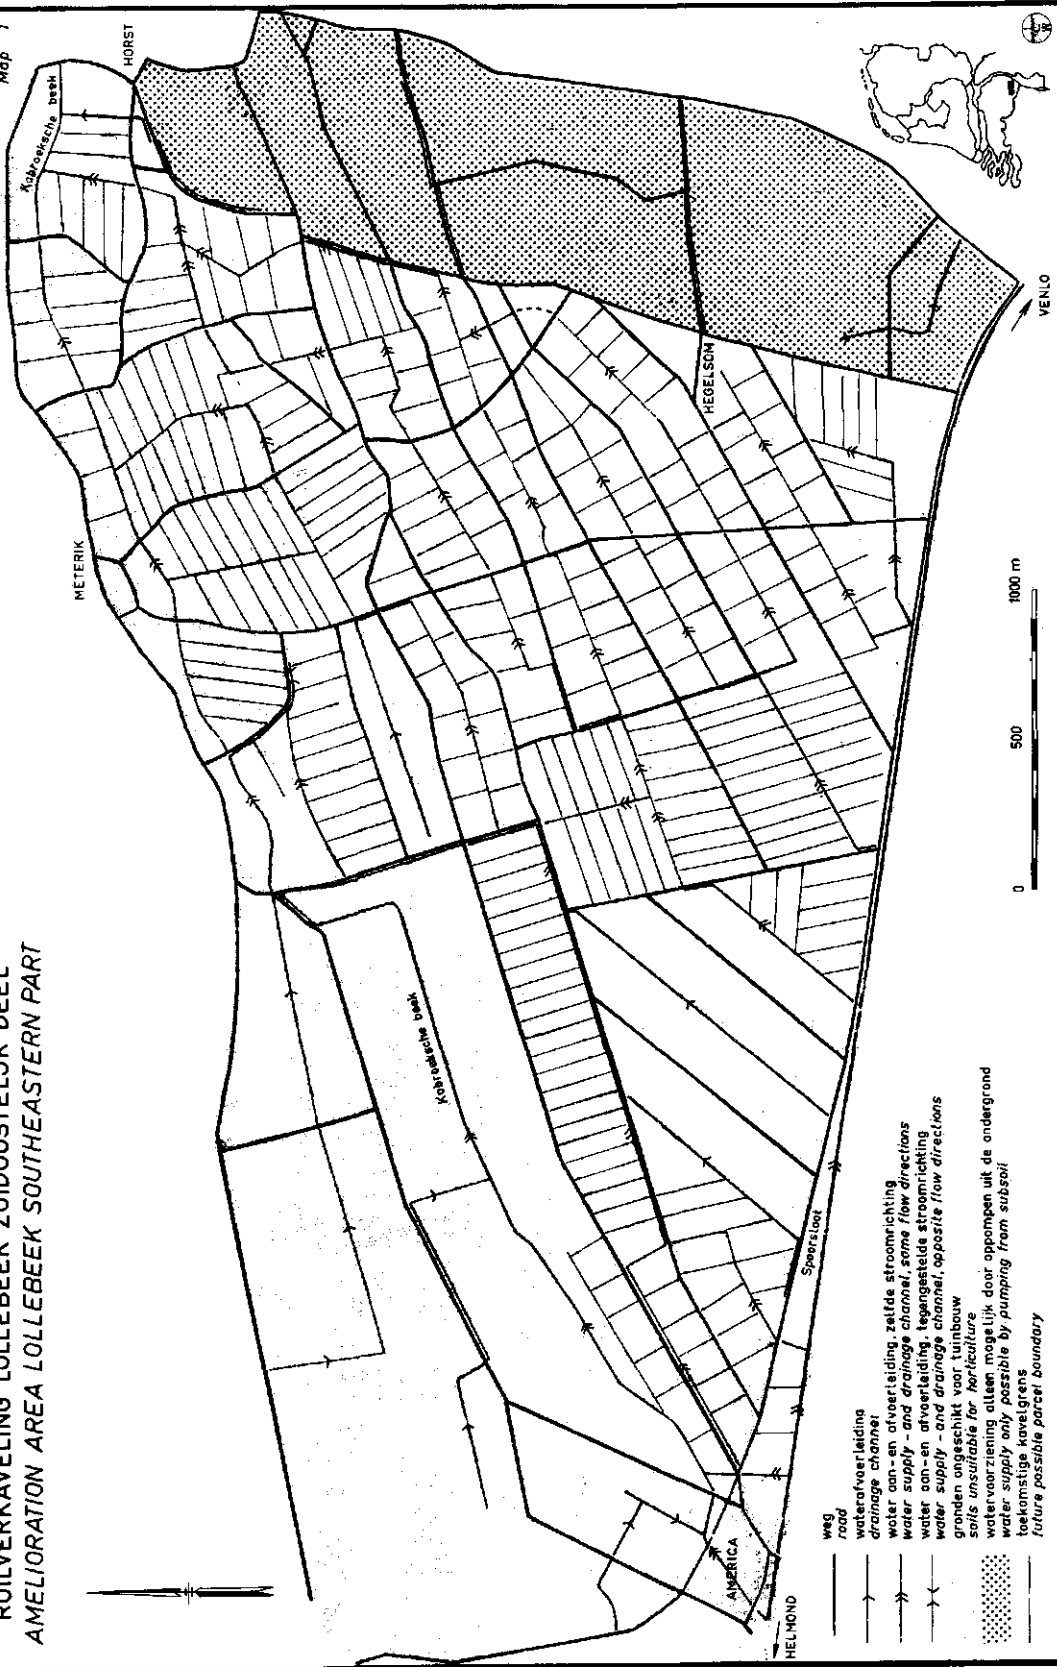 Map 1
RUILVERKAVELING LOLLEBEEK ZUIDOOSTELIJK DEEL
AMELIORATION AREA LOLLEBEEK SOUTHEASTERN PART
HORST
Kabroeksche beek
METERIK
Kabroeksche beek
HEGELSOM
VENLO
AMERICA
HELMOND
Spoorsloot
0 500 1000 m
weg
road
waterafvoerleiding
drainage channel
water aan- en afvoerleiding, zelfde stroomrichting
water supply - and drainage channel, same flow directions
water aan- en afvoerleiding, tegengestelde stroomrichting
water supply - and drainage channel, opposite flow directions
gronden ongeschikt voor tuinbouw
soils unsuitable for horticulture
watervoorziening alleen mogelijk door oppompen uit de ondergrond
water supply only possible by pumping from subsoil
toekomstige kavelgrens
future possible parcel boundary